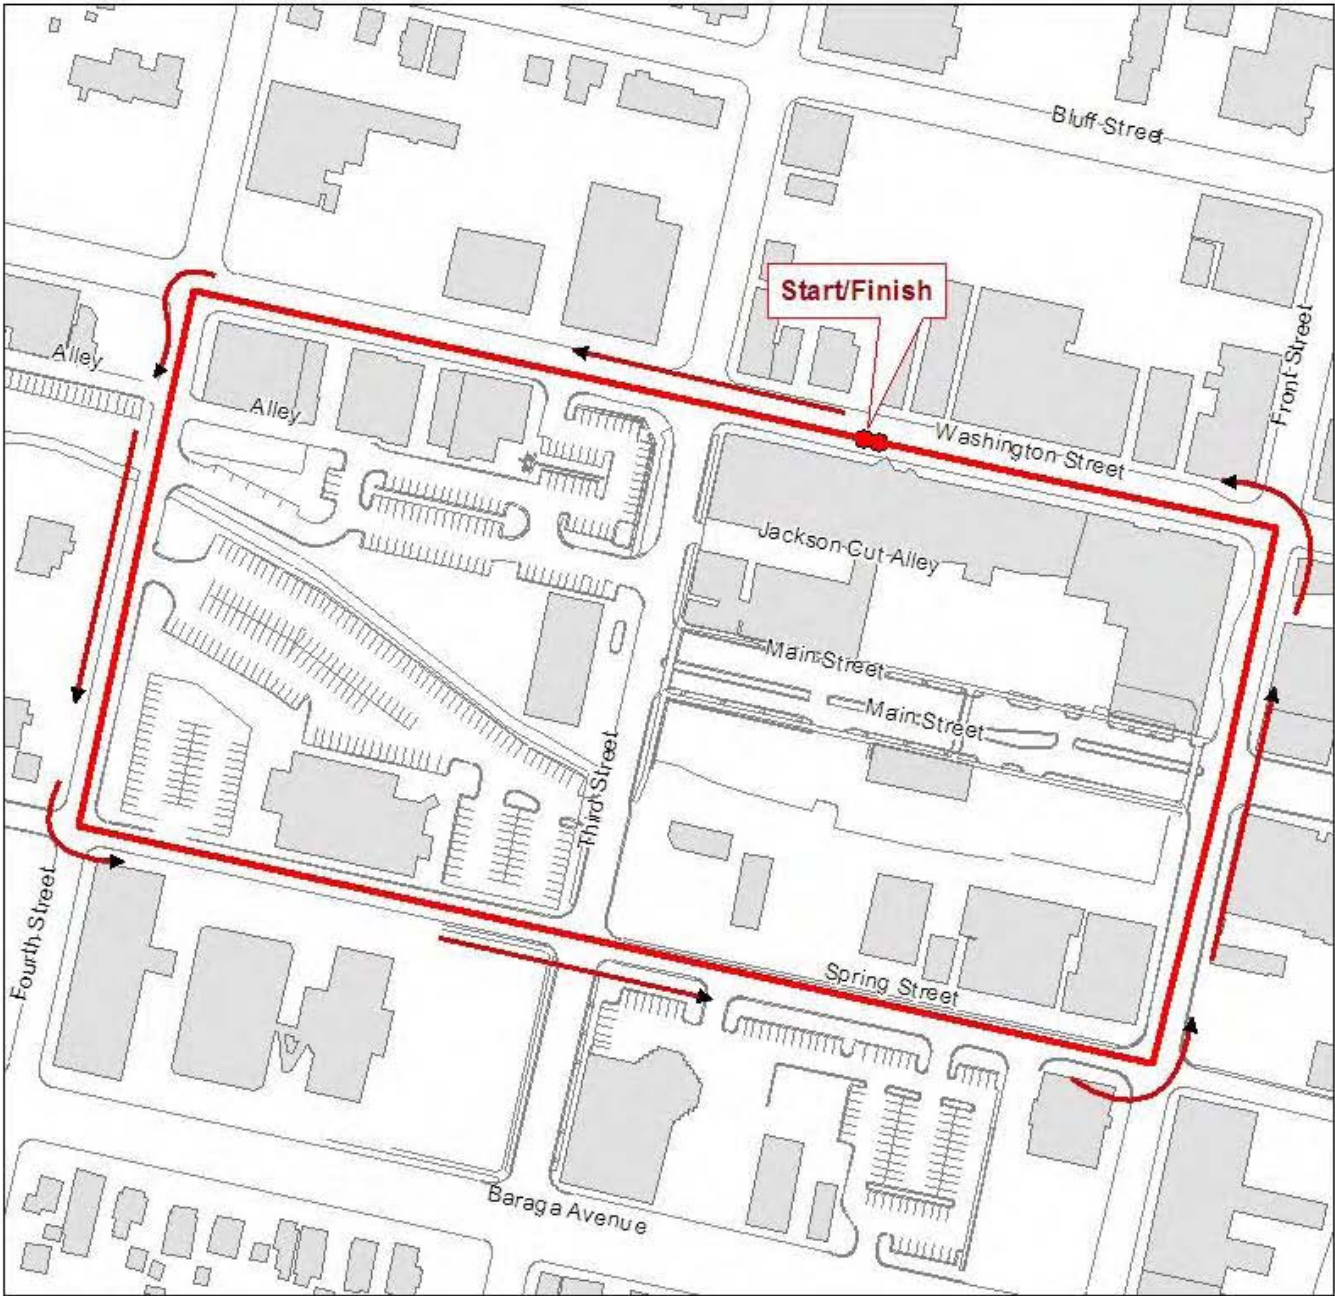 Bluff Street
Start/Finish
Front Street
Alley
Alley
Washington Street
Jackson Cut Alley
Main Street
Main Street
Third Street
Fourth Street
Spring Street
Baraga Avenue